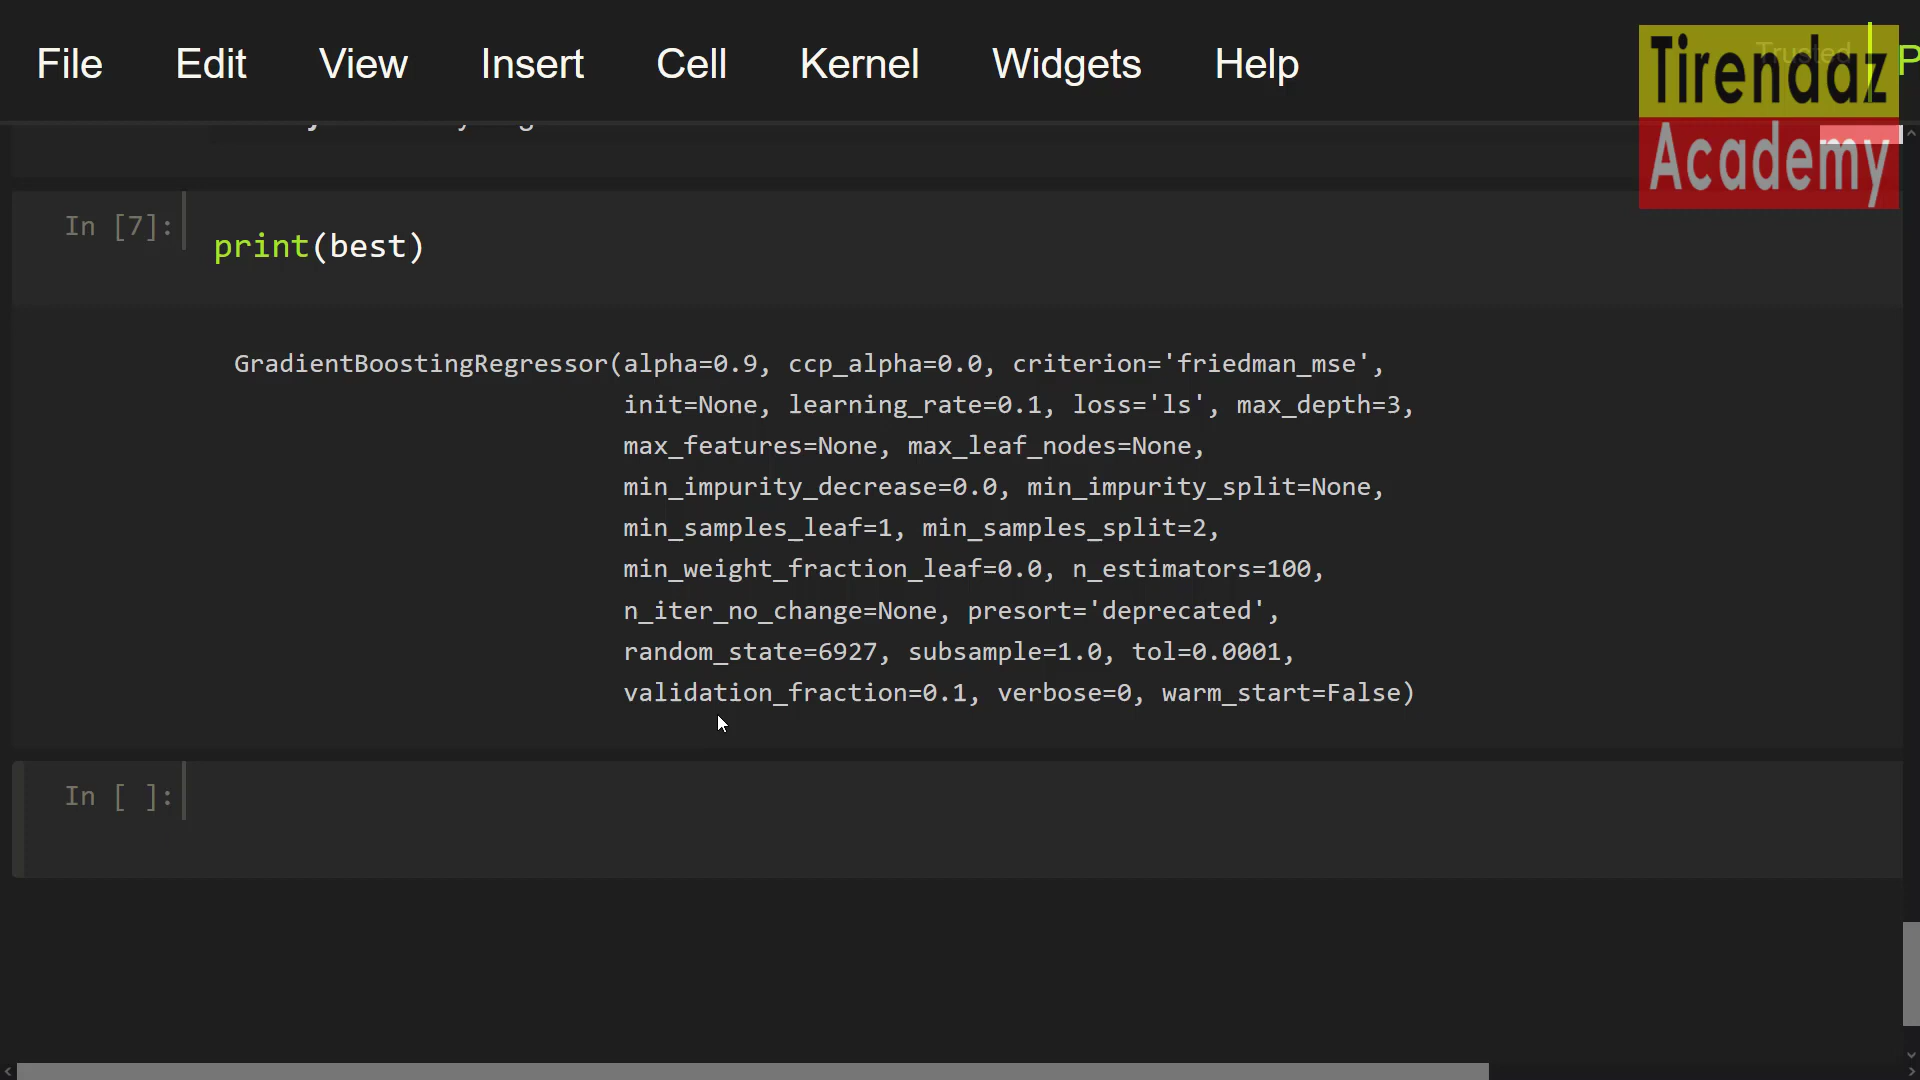 File Edit View Insert Cell Kernel Widgets Help
Trusted
P
Tirendaz
Academy
In [7]:
print(best)
GradientBoostingRegressor(alpha=0.9, ccp_alpha=0.0, criterion='friedman_mse',
init=None, learning_rate=0.1, loss='ls', max_depth=3,
max_features=None, max_leaf_nodes=None,
min_impurity_decrease=0.0, min_impurity_split=None,
min_samples_leaf=1, min_samples_split=2,
min_weight_fraction_leaf=0.0, n_estimators=100,
n_iter_no_change=None, presort='deprecated',
random_state=6927, subsample=1.0, tol=0.0001,
validation_fraction=0.1, verbose=0, warm_start=False)
In [ ]: